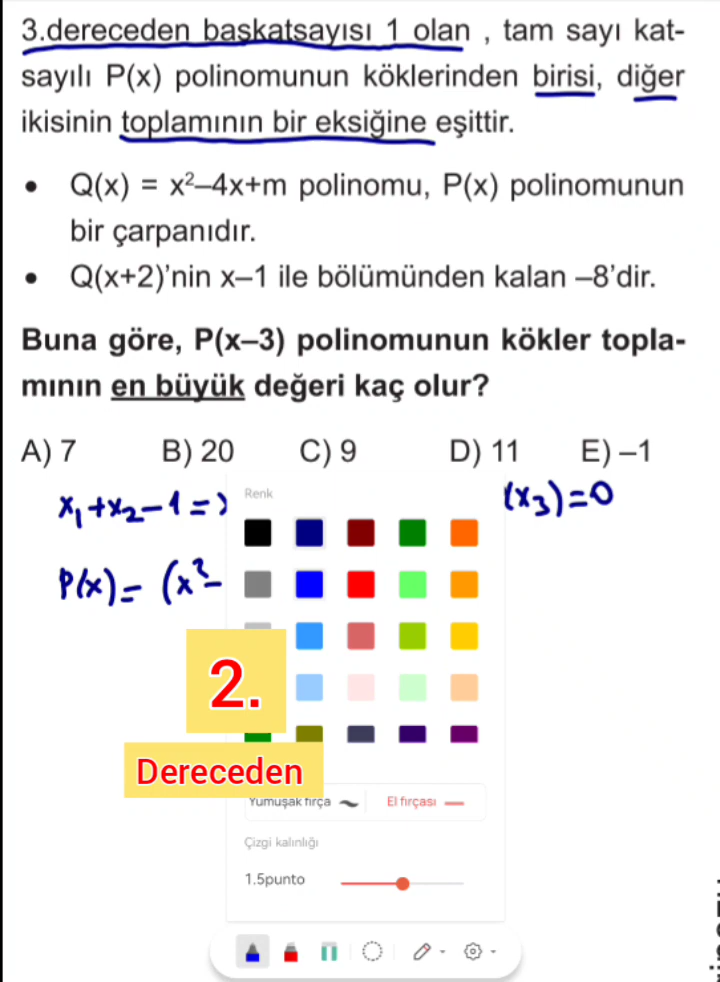 3.dereceden başkatsayısı 1 olan , tam sayı kat-
sayılı P(x) polinomunun köklerinden birisi, diğer
ikisinin toplamının bir eksiğine eşittir.
• Q(x) = x²–4x+m polinomu, P(x) polinomunun
bir çarpanıdır.
• Q(x+2)'nin x–1 ile bölümünden kalan –8'dir.
Buna göre, P(x–3) polinomunun kökler topla-
mının en büyük değeri kaç olur?
A) 7 B) 20 C) 9 D) 11 E) –1
x₁+x₂-1=
(x₃)=0
Renk
P(x)= (x²-
2.
Dereceden
Yumuşak fırça
El fırçası
Çizgi kalınlığı
1.5punto